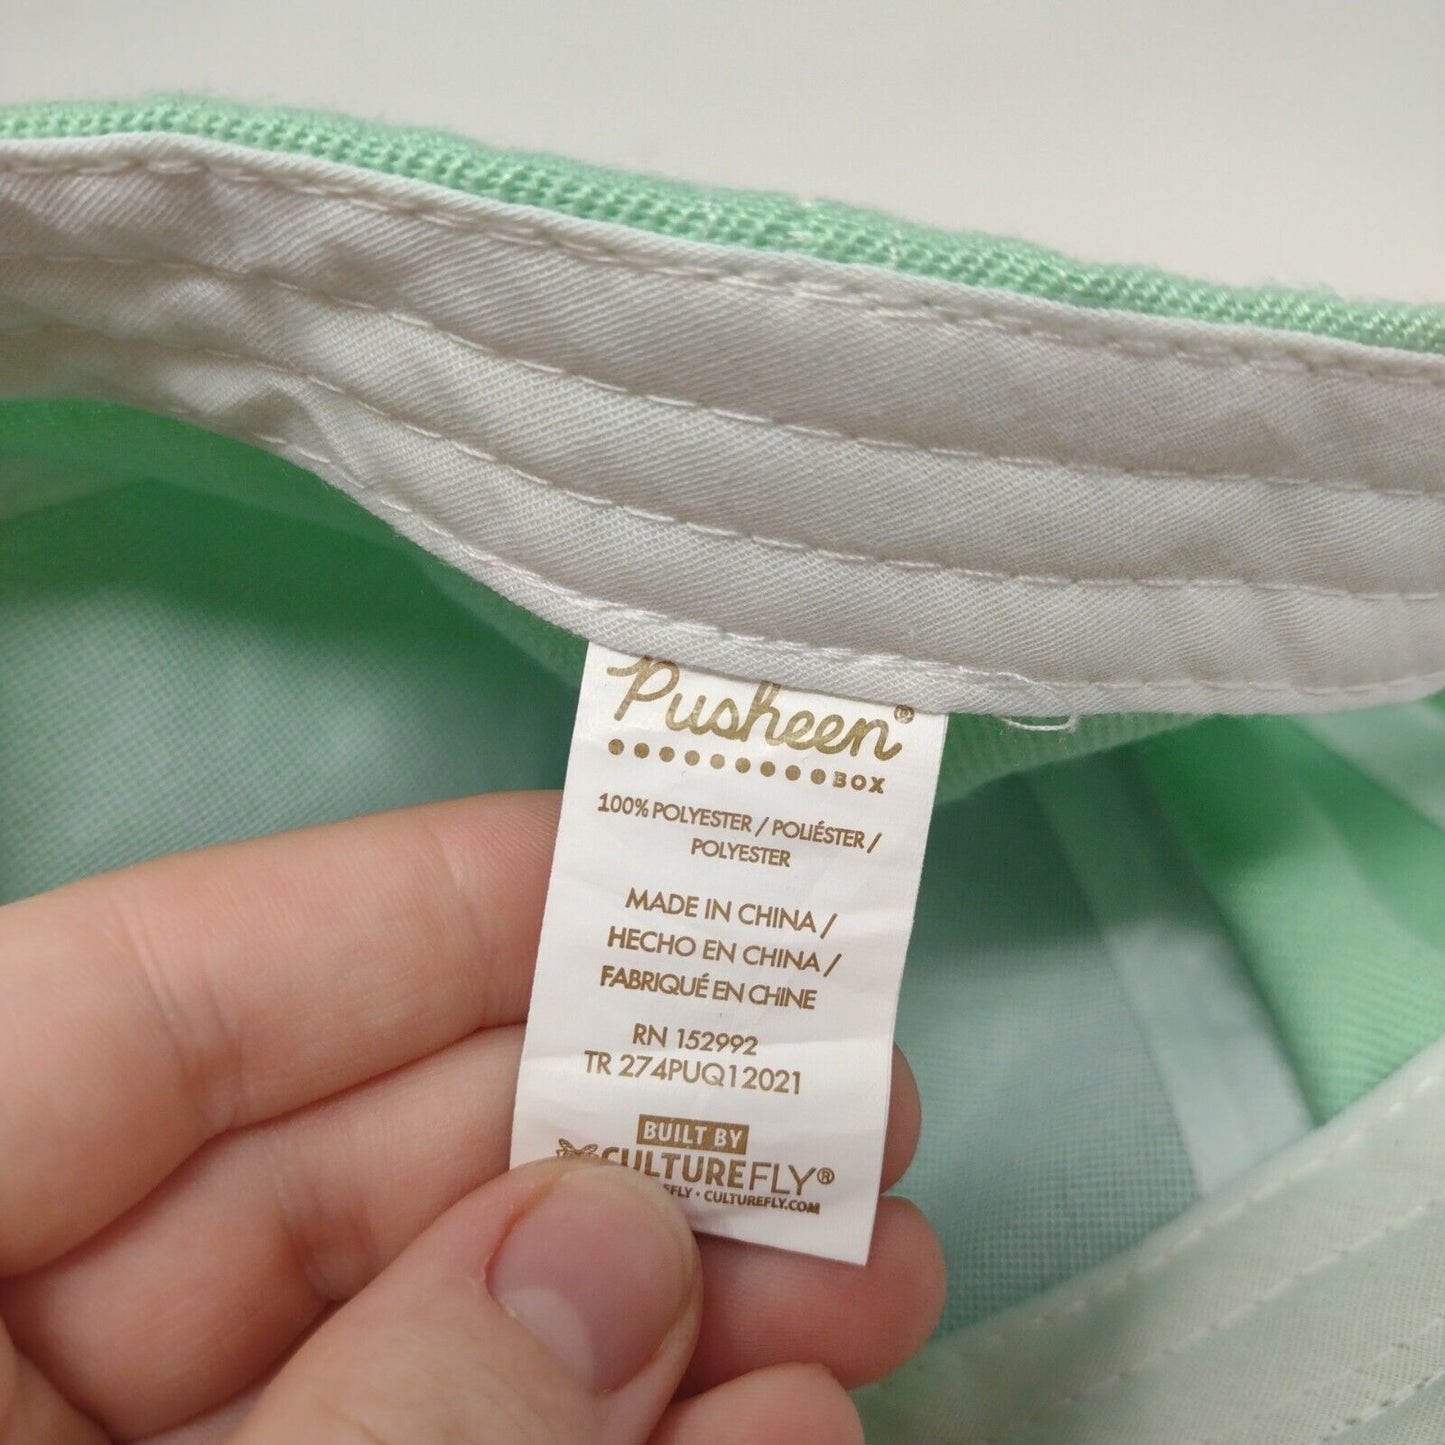 Pusheen®
BOX
100% POLYESTER / POLIÉSTER /
POLYESTER
MADE IN CHINA /
HECHO EN CHINA /
FABRIQUÉ EN CHINE
RN 152992
TR 274PUQ12021
BUILT BY
CULTUREFLY®
CULTUREFLY.COM